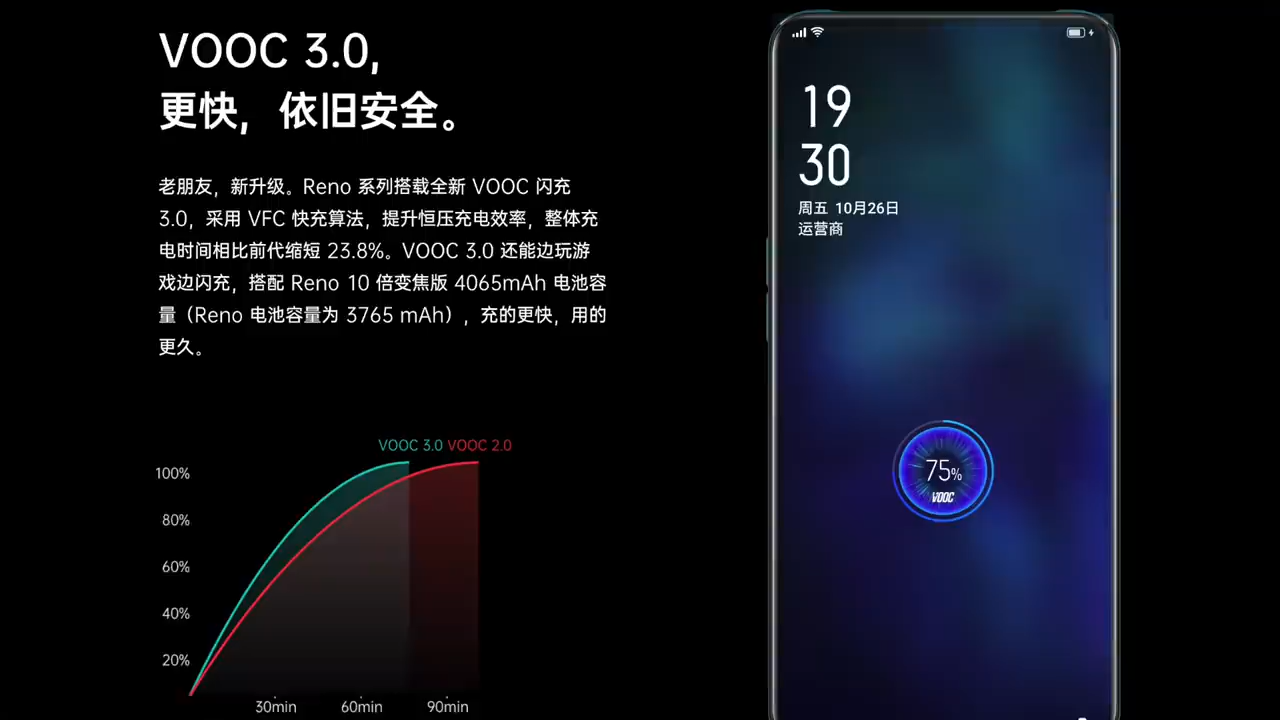 VOOC 3.0,
更快，依旧安全。
老朋友，新升级。Reno 系列搭载全新 VOOC 闪充
3.0，采用 VFC 快充算法，提升恒压充电效率，整体充
电时间相比前代缩短 23.8%。VOOC 3.0 还能边玩游
戏边闪充，搭配 Reno 10 倍变焦版 4065mAh 电池容
量（Reno 电池容量为 3765 mAh），充的更快，用的
更久。
VOOC 3.0 VOOC 2.0
100%
80%
60%
40%
20%
30min 60min 90min
19
30
周五 10月26日
运营商
75%
VOOC